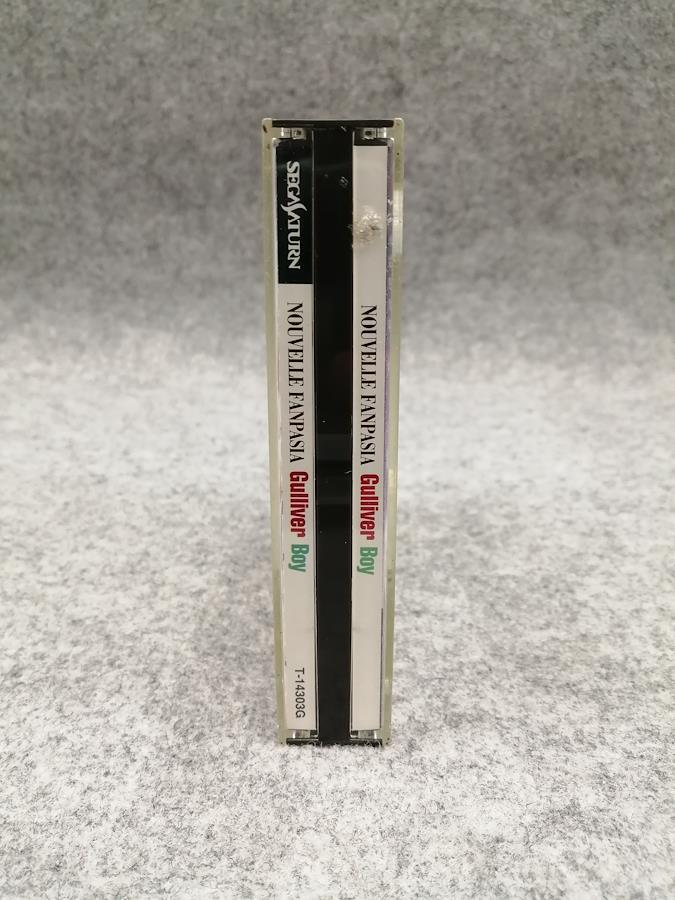 SEGA SATURN
NOUVELLE FANPASIA Gulliver Boy
T-14303G
NOUVELLE FANPASIA Gulliver Boy